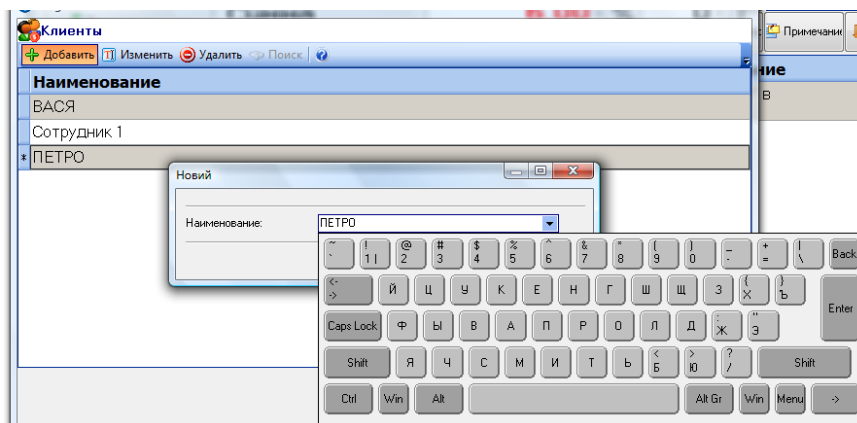 Клиенты
Примечание
Добавить Изменить Удалить Поиск
Наименование
ние
ВАСЯ
в
Сотрудник 1
* ПЕТРО
Новий
Наименование: ПЕТРО
~ ! @ # $ % ^ & * ( ) _ + |
` 1 | 2 3 4 5 6 7 8 9 0 - = \ Back
<- Й Ц У К Е Н Г Ш Щ З { }
-> Х Ъ Enter
Caps Lock Ф Ы В А П Р О Л Д : Ж " Э
Shift Я Ч С М И Т Ь < Б > Ю ? / Shift
Ctrl Win Alt Alt Gr Win Menu ->